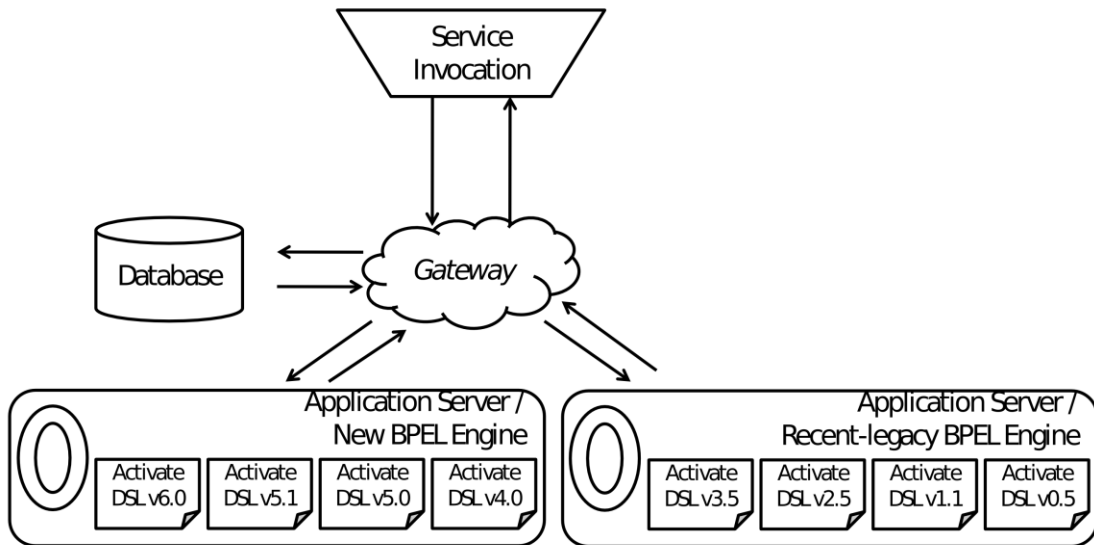 Service
Invocation
Database
Gateway
Application Server /
New BPEL Engine
Activate
DSL v6.0
Activate
DSL v5.1
Activate
DSL v5.0
Activate
DSL v4.0
Application Server /
Recent-legacy BPEL Engine
Activate
DSL v3.5
Activate
DSL v2.5
Activate
DSL v1.1
Activate
DSL v0.5